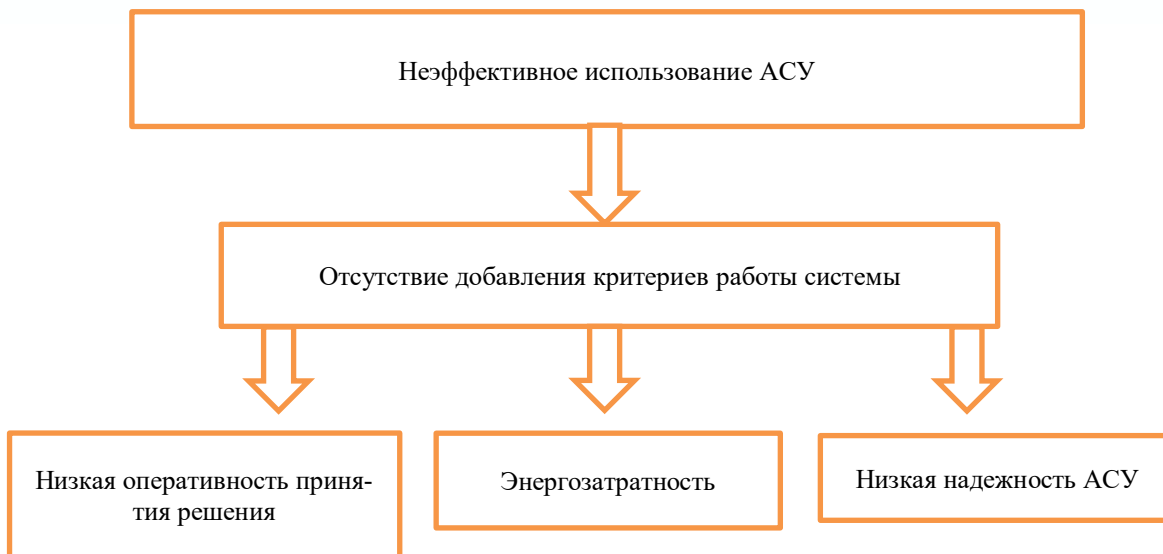 Неэффективное использование АСУ
Отсутствие добавления критериев работы системы
Низкая оперативность приня-
тия решения
Энергозатратность
Низкая надежность АСУ